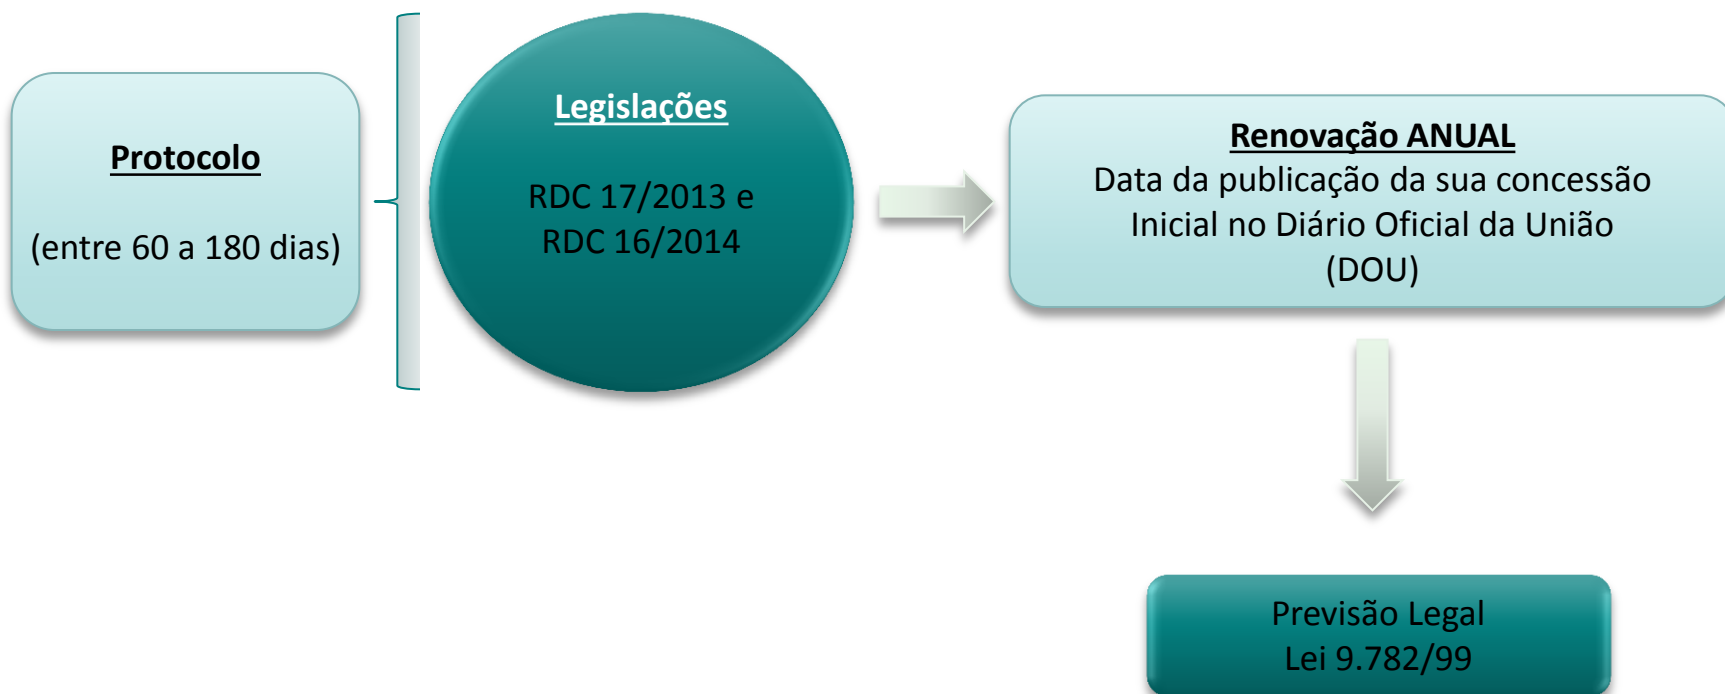 Protocolo
(entre 60 a 180 dias)
Legislações
RDC 17/2013 e
RDC 16/2014
Renovação ANUAL
Data da publicação da sua concessão
Inicial no Diário Oficial da União
(DOU)
Previsão Legal
Lei 9.782/99